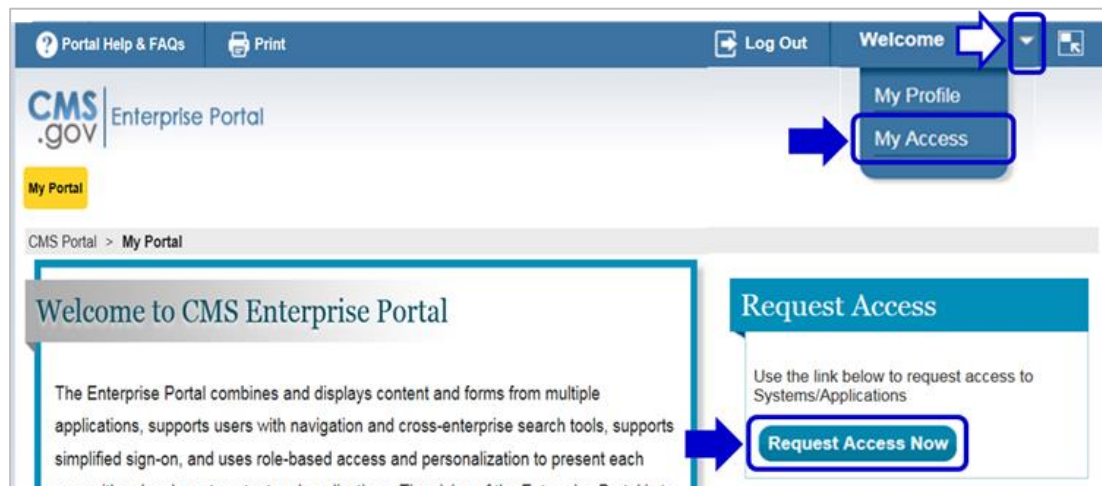 Portal Help & FAQs Print Log Out Welcome
My Profile
My Access
CMS .gov Enterprise Portal
My Portal
CMS Portal > My Portal
Welcome to CMS Enterprise Portal
The Enterprise Portal combines and displays content and forms from multiple
applications, supports users with navigation and cross-enterprise search tools, supports
simplified sign-on, and uses role-based access and personalization to present each
Request Access
Use the link below to request access to
Systems/Applications
Request Access Now